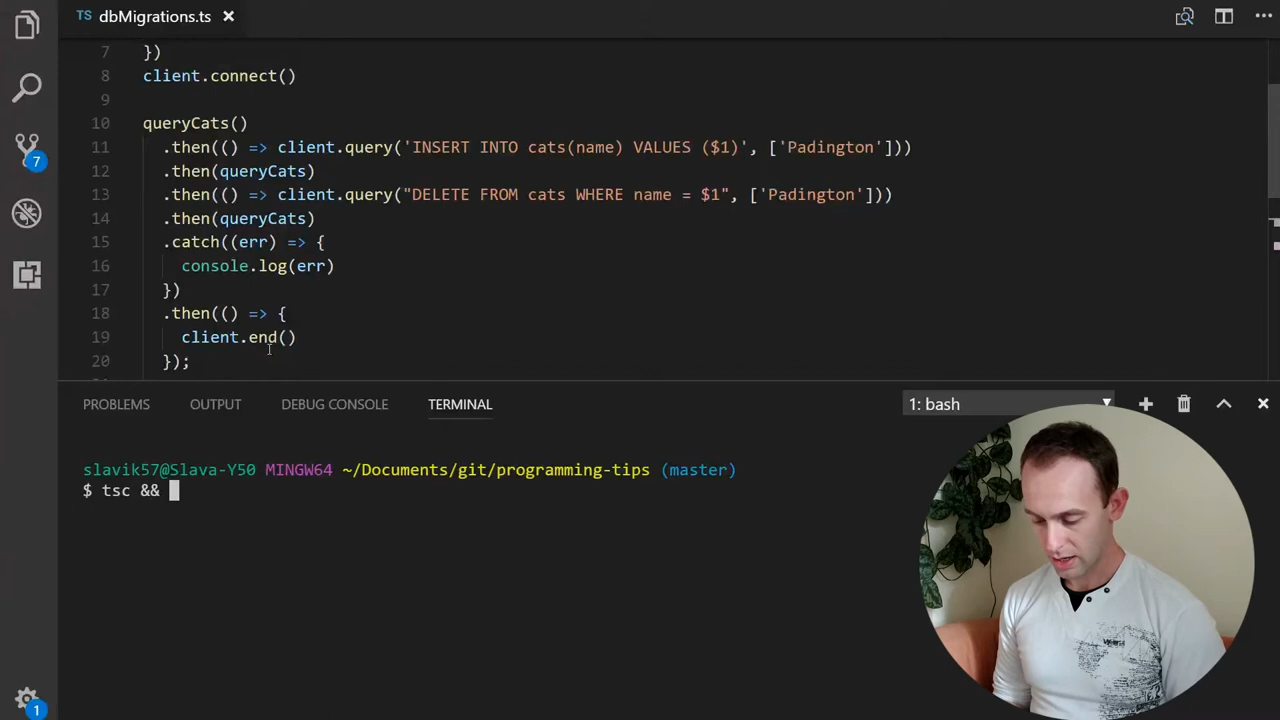 TS dbMigrations.ts ×
7 })
8 client.connect()
9
10 queryCats()
11 .then(() => client.query('INSERT INTO cats(name) VALUES ($1)', ['Padington']))
12 .then(queryCats)
13 .then(() => client.query("DELETE FROM cats WHERE name = $1", ['Padington']))
14 .then(queryCats)
15 .catch((err) => {
16 console.log(err)
17 })
18 .then(() => {
19 client.end()
20 });
7
PROBLEMS OUTPUT DEBUG CONSOLE TERMINAL 1: bash
slavik57@Slava-Y50 MINGW64 ~/Documents/git/programming-tips (master)
$ tsc &&
1